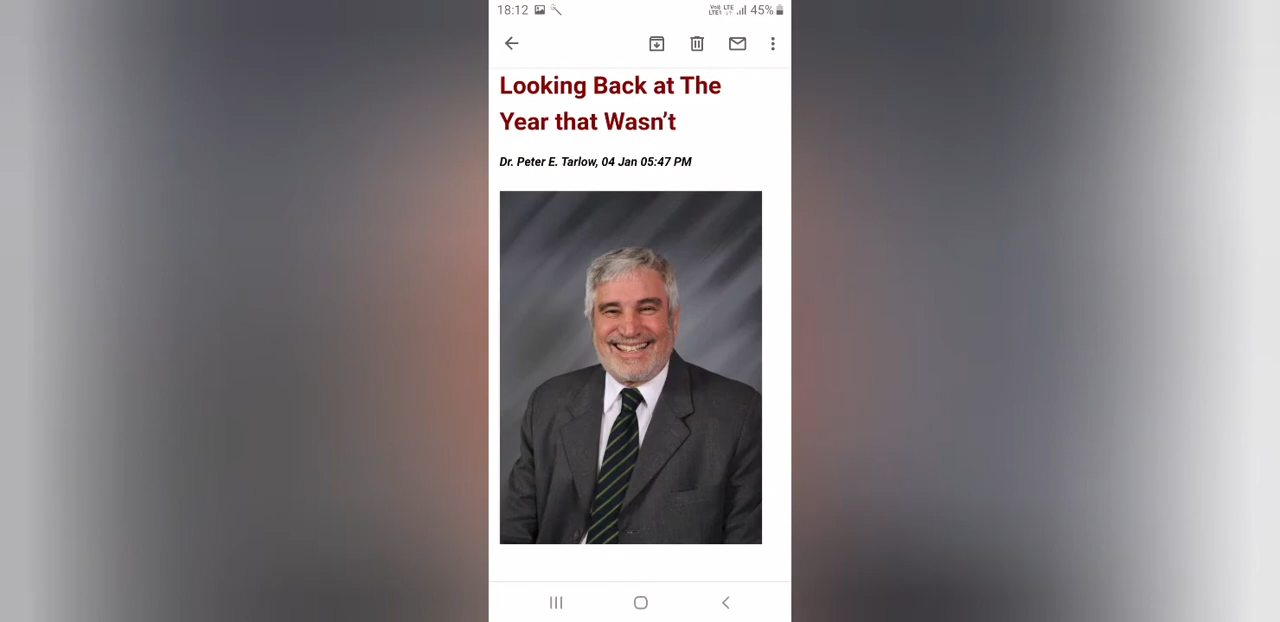 18:12 45%
Looking Back at The
Year that Wasn’t
Dr. Peter E. Tarlow, 04 Jan 05:47 PM